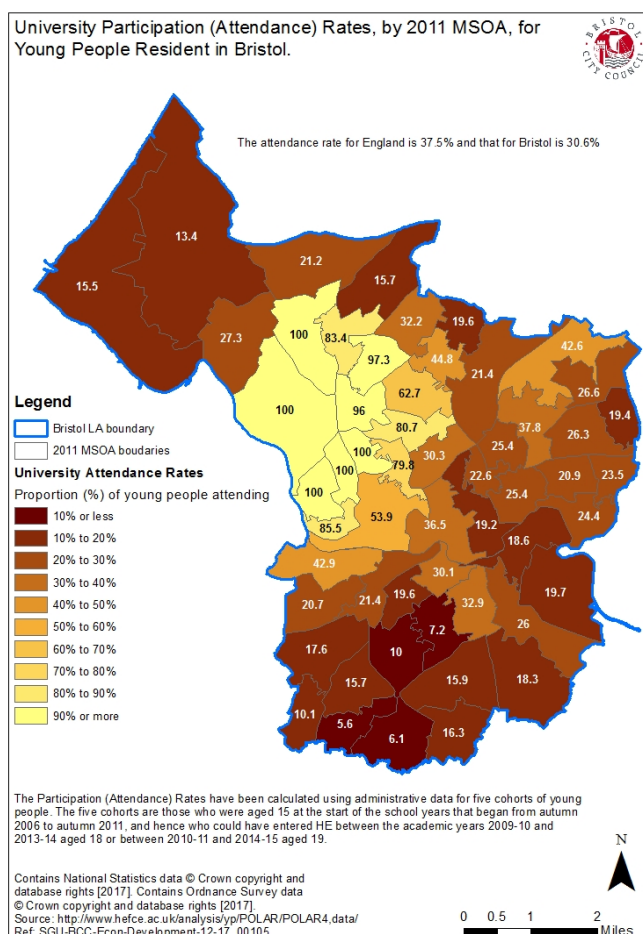 University Participation (Attendance) Rates, by 2011 MSOA, for
Young People Resident in Bristol.
BRISTOL
CITY COUNCIL
The attendance rate for England is 37.5% and that for Bristol is 30.6%
13.4
15.5
21.2
15.7
27.3
100
83.4
32.2
19.6
97.3
44.8
21.4
42.6
26.6
19.4
100
96
62.7
80.7
37.8
26.3
25.4
100
79.8
30.3
100
22.6
20.9
23.5
100
25.4
24.4
85.5
53.9
36.5
19.2
18.6
42.9
30.1
19.7
20.7
21.4
19.6
32.9
7.2
26
17.6
10
15.7
15.9
18.3
10.1
5.6
6.1
16.3
Legend
Bristol LA boundary
2011 MSOA boudaries
University Attendance Rates
Proportion (%) of young people attending
10% or less
10% to 20%
20% to 30%
30% to 40%
40% to 50%
50% to 60%
60% to 70%
70% to 80%
80% to 90%
90% or more
The Participation (Attendance) Rates have been calculated using administrative data for five cohorts of young
people. The five cohorts are those who were aged 15 at the start of the school years that began from autumn
2006 to autumn 2011, and hence who could have entered HE between the academic years 2009-10 and
2013-14 aged 18 or between 2010-11 and 2014-15 aged 19.
Contains National Statistics data © Crown copyright and
database rights [2017]. Contains Ordnance Survey data
© Crown copyright and database rights [2017].
Source: http://www.hefce.ac.uk/analysis/yp/POLAR/POLAR4,data/
Ref: SGU-BCC-Econ-Development-12-17_00105
N
0 0.5 1 2
Miles